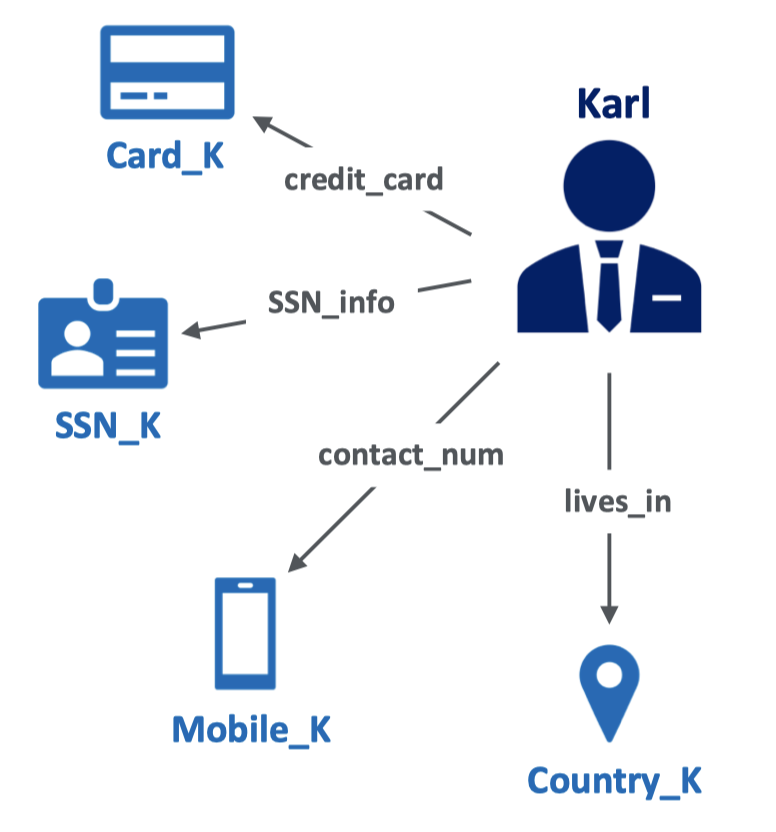 Karl
Card_K
credit_card
SSN_info
SSN_K
contact_num
lives_in
Mobile_K
Country_K